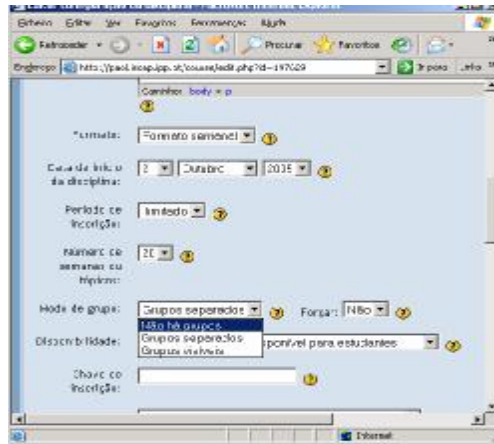 Ficheiro Editar Ver Favoritos Ferramentas Ajuda
Retroceder Procurar Favoritos
Endereço Ir para
Caminho: body » p
Formato: Formato semanal
Data de início da disciplina: 2 Outubro 2005
Período de inscrição: Ilimitado
Número de semanas ou tópicos: 20
Modo de grupo: Grupos separados Forçar: Não
Não há grupos
Grupos separados
Disponibilidade: para estudantes
Grupos visíveis
Chave de inscrição:
Internet